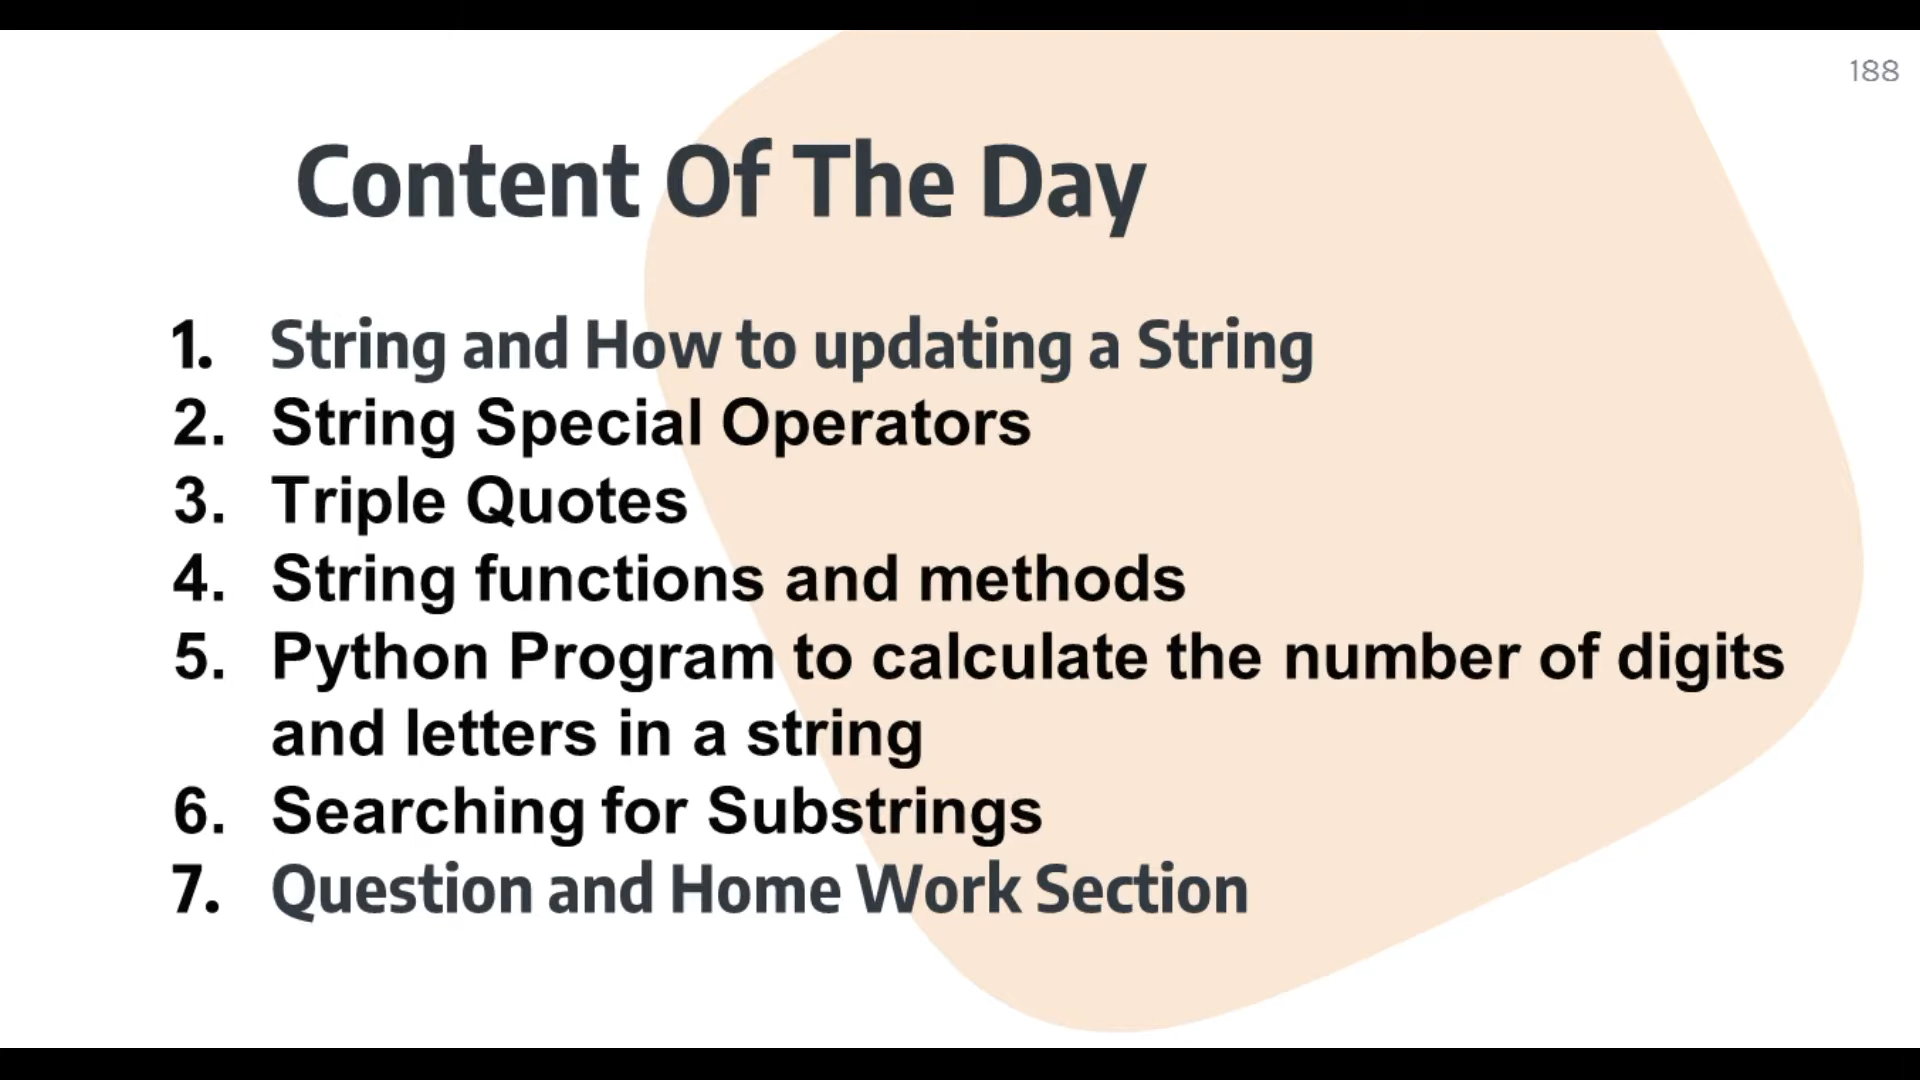 188
Content Of The Day
1. String and How to updating a String
2. String Special Operators
3. Triple Quotes
4. String functions and methods
5. Python Program to calculate the number of digits
and letters in a string
6. Searching for Substrings
7. Question and Home Work Section